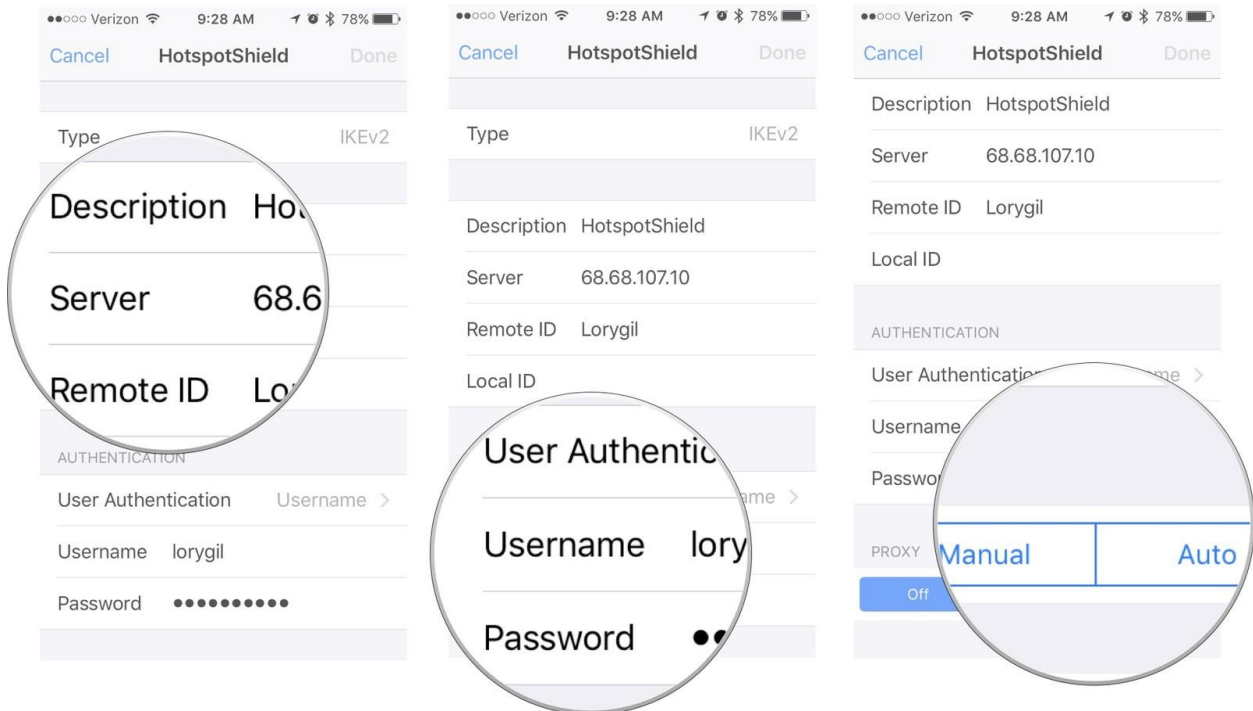 Verizon 9:28 AM 78%
Cancel HotspotShield Done
Type IKEv2
Description Hot
Server 68.6
Remote ID Lo
AUTHENTICATION
User Authentication Username >
Username lorygil
Password ●●●●●●●●●●
Verizon 9:28 AM 78%
Cancel HotspotShield Done
Type IKEv2
Description HotspotShield
Server 68.68.107.10
Remote ID Lorygil
Local ID
User Authentic ame >
Username lory
Password ●●
Verizon 9:28 AM 78%
Cancel HotspotShield Done
Description HotspotShield
Server 68.68.107.10
Remote ID Lorygil
Local ID
AUTHENTICATION
User Authentication me >
Username
Passwo
PROXY
Off Manual Auto